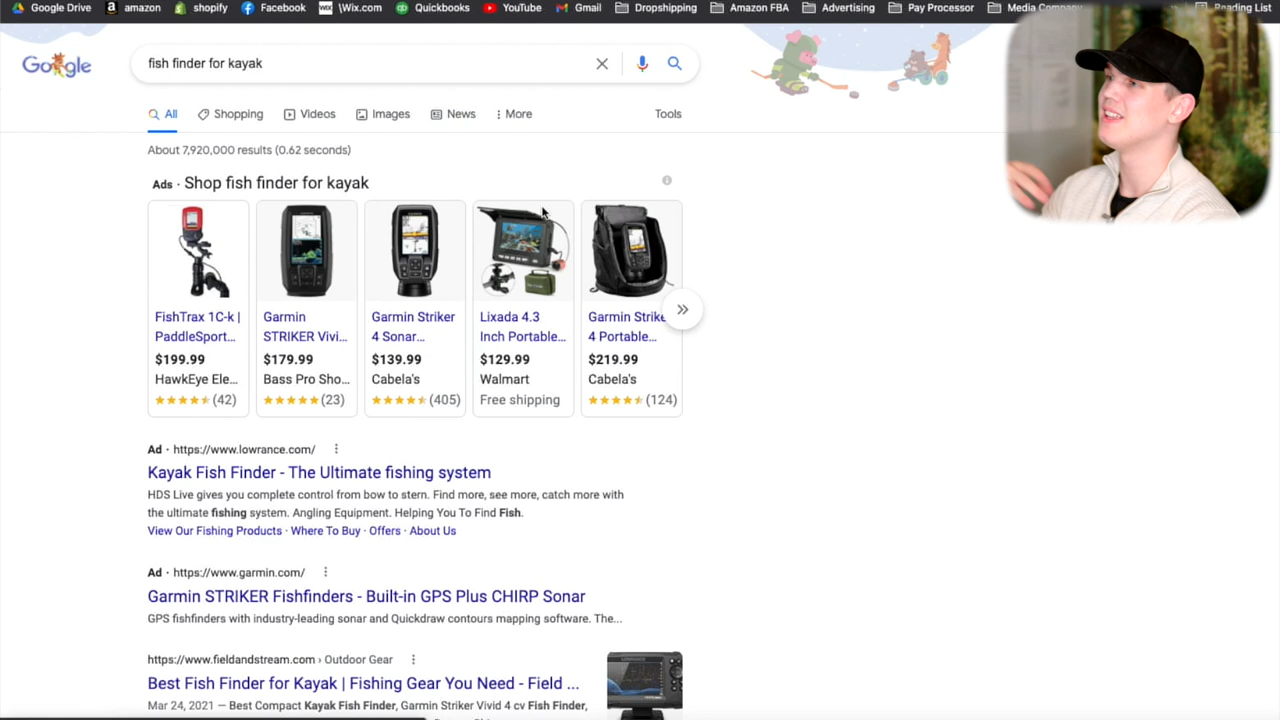 Google Drive amazon shopify Facebook WiX \Wix.com Quickbooks YouTube Gmail Dropshipping Amazon FBA Advertising Pay Processor Media Company Reading List
Google
fish finder for kayak
All Shopping Videos Images News More Tools
About 7,920,000 results (0.62 seconds)
Ads · Shop fish finder for kayak
FishTrax 1C-k |
PaddleSport...
$199.99
HawkEye Ele...
(42)
Garmin
STRIKER Vivi...
$179.99
Bass Pro Sho...
(23)
Garmin Striker
4 Sonar...
$139.99
Cabela's
(405)
Lixada 4.3
Inch Portable...
$129.99
Walmart
Free shipping
Garmin Strike
4 Portable...
$219.99
Cabela's
(124)
Ad · https://www.lowrance.com/
Kayak Fish Finder - The Ultimate fishing system
HDS Live gives you complete control from bow to stern. Find more, see more, catch more with
the ultimate fishing system. Angling Equipment. Helping You To Find Fish.
View Our Fishing Products · Where To Buy · Offers · About Us
Ad · https://www.garmin.com/
Garmin STRIKER Fishfinders - Built-in GPS Plus CHIRP Sonar
GPS fishfinders with industry-leading sonar and Quickdraw contours mapping software. The...
https://www.fieldandstream.com › Outdoor Gear
Best Fish Finder for Kayak | Fishing Gear You Need - Field ...
Mar 24, 2021 — Best Compact Kayak Fish Finder, Garmin Striker Vivid 4 cv Fish Finder,